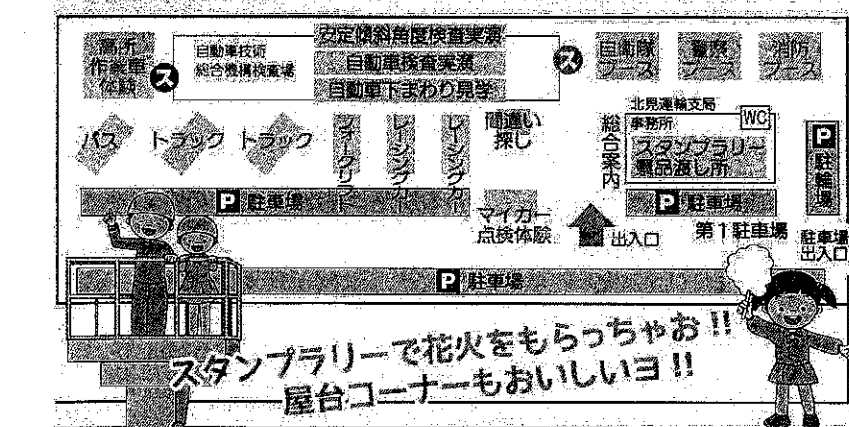 高所
作業車
体験
ス
自動車技術
総合機構検査場
安定傾斜角度検査実演
自動車検査実演
自動車下まわり見学
ス
自衛隊
ブース
警察
ブース
消防
ブース
バス
トラック
トラック
フォークリフト
レーシングカー
レーシングカー
間違い
探し
総合案内
北見運輸支局
事務所
WC
スタンプラリー
景品渡し所
P 駐輪場
P 駐車場
マイカー
点検体験
出入口
P 駐車場
第1駐車場
駐車場
出入口
P 駐車場
スタンプラリーで花火をもらっちゃお!!
屋台コーナーもおいしいヨ!!